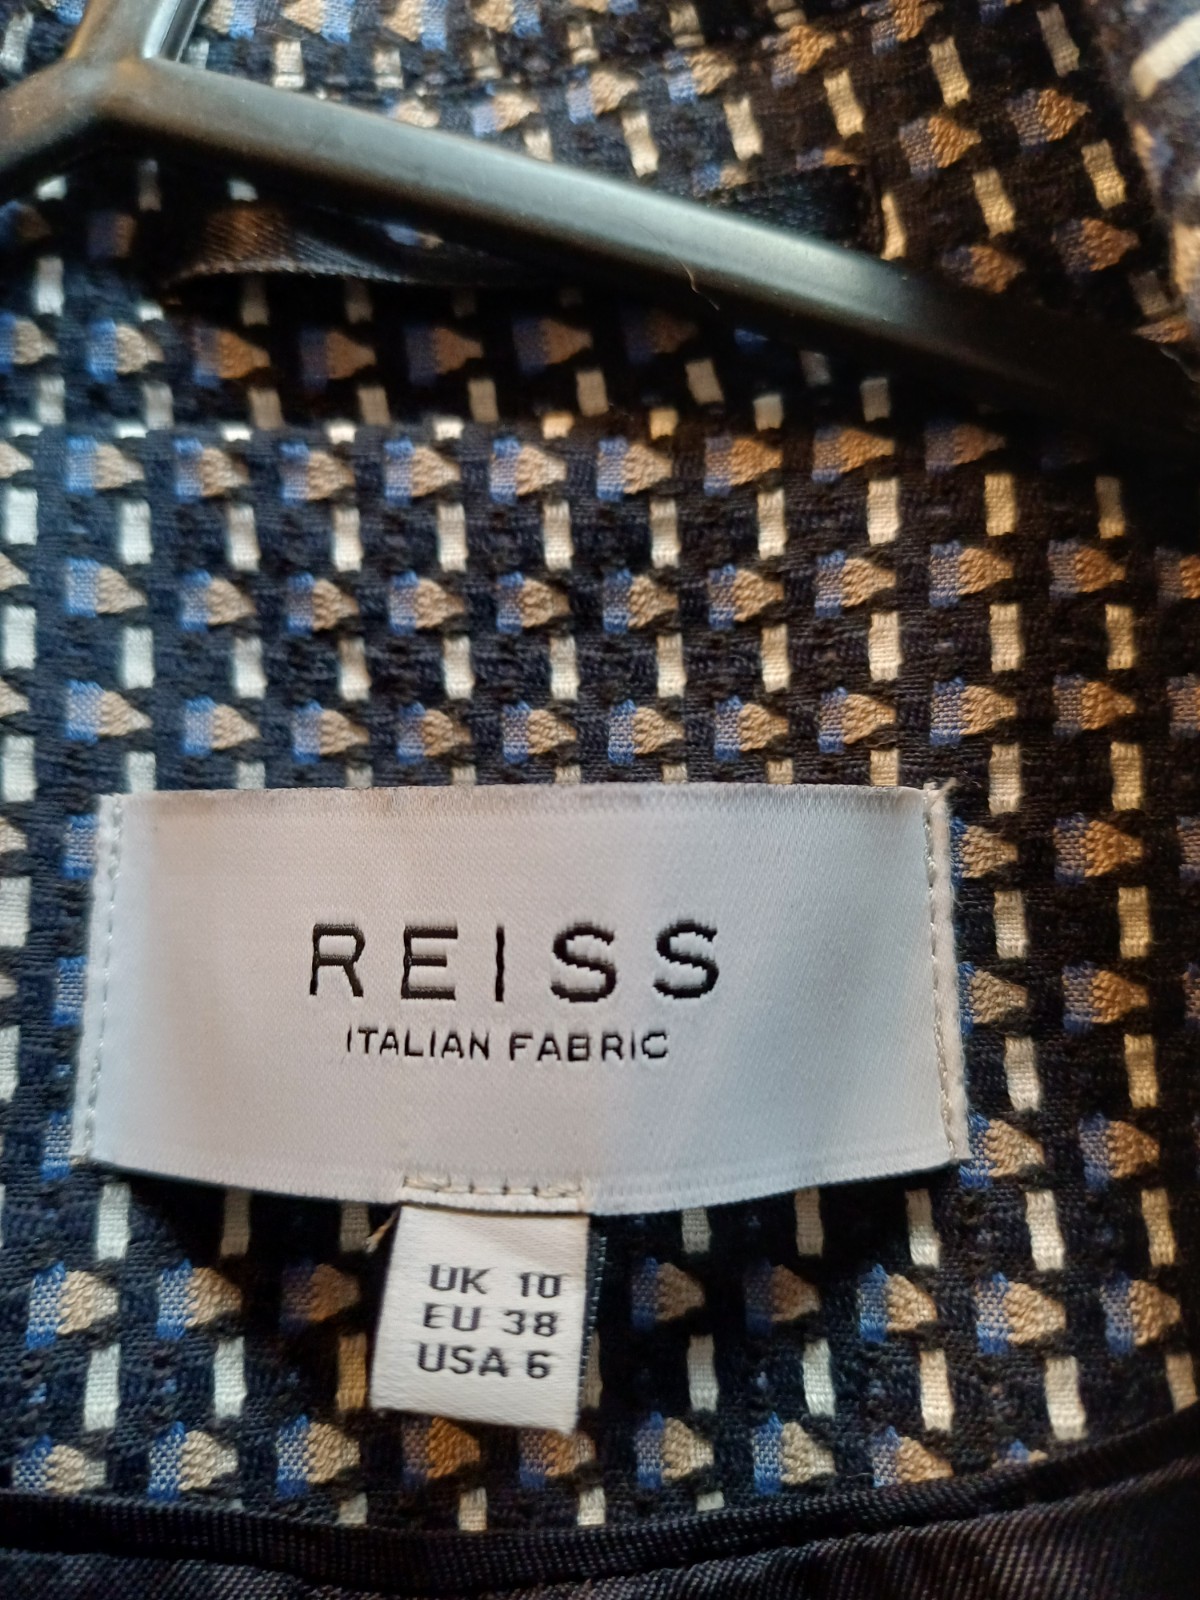 REISS
ITALIAN FABRIC
UK 10
EU 38
USA 6